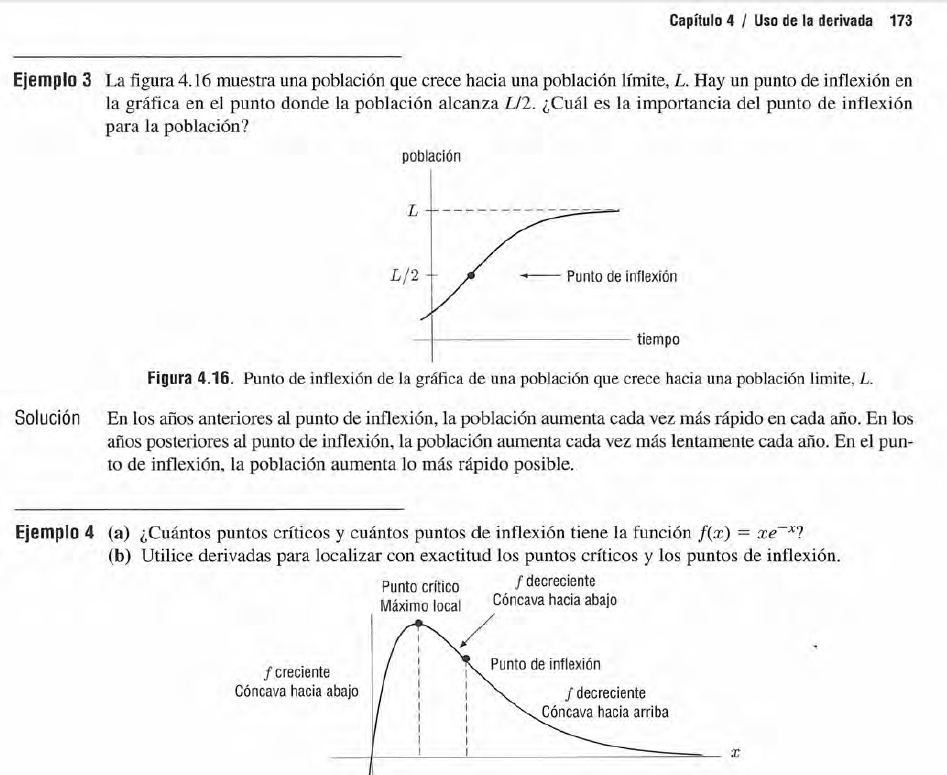 Capítulo 4 / Uso de la derivada 173
Ejemplo 3 La figura 4.16 muestra una población que crece hacia una población límite, L. Hay un punto de inflexión en
la gráfica en el punto donde la población alcanza L/2. ¿Cuál es la importancia del punto de inflexión
para la población?
población
L
L/2
Punto de inflexión
tiempo
Figura 4.16. Punto de inflexión de la gráfica de una población que crece hacia una población limite, L.
Solución En los años anteriores al punto de inflexión, la población aumenta cada vez más rápido en cada año. En los
años posteriores al punto de inflexión, la población aumenta cada vez más lentamente cada año. En el pun-
to de inflexión, la población aumenta lo más rápido posible.
Ejemplo 4 (a) ¿Cuántos puntos críticos y cuántos puntos de inflexión tiene la función f(x) = xe⁻ˣ?
(b) Utilice derivadas para localizar con exactitud los puntos críticos y los puntos de inflexión.
Punto crítico
Máximo local
f decreciente
Cóncava hacia abajo
f creciente
Cóncava hacia abajo
Punto de inflexión
f decreciente
Cóncava hacia arriba
x